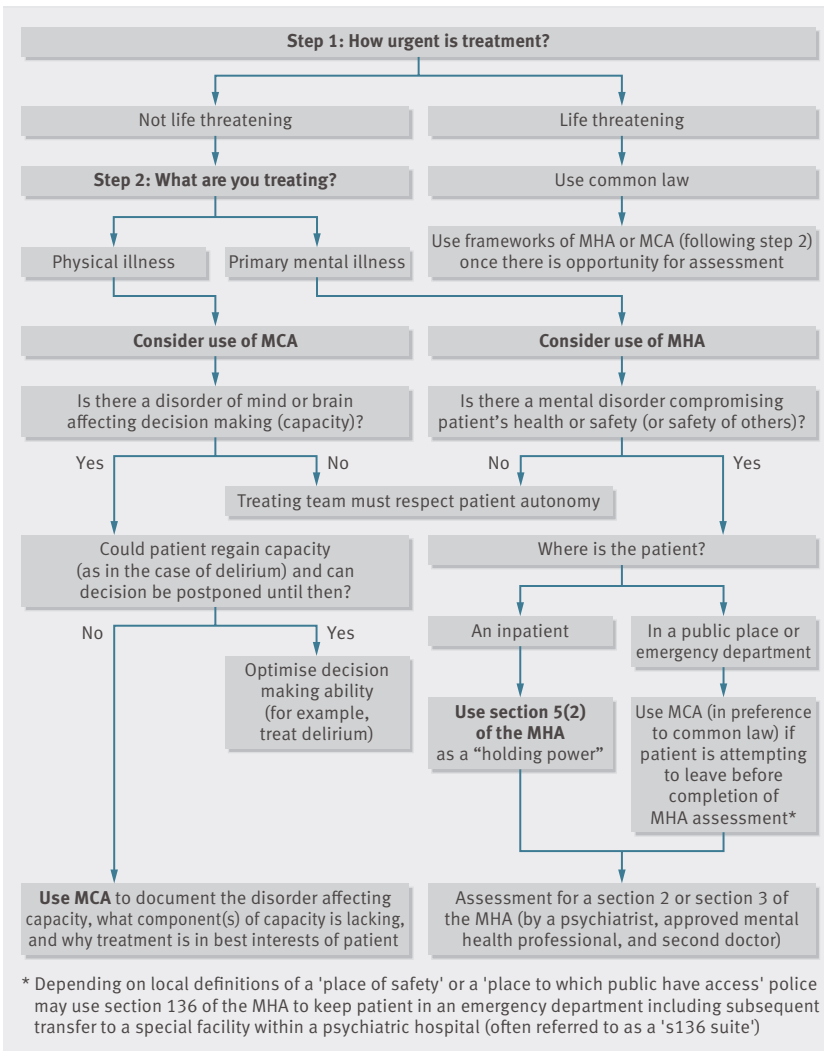 Step 1: How urgent is treatment?
Not life threatening
Life threatening
Step 2: What are you treating?
Use common law
Physical illness
Primary mental illness
Use frameworks of MHA or MCA (following step 2)
once there is opportunity for assessment
Consider use of MCA
Consider use of MHA
Is there a disorder of mind or brain
affecting decision making (capacity)?
Is there a mental disorder compromising
patient's health or safety (or safety of others)?
Yes
No
No
Yes
Treating team must respect patient autonomy
Could patient regain capacity
(as in the case of delirium) and can
decision be postponed until then?
Where is the patient?
No
Yes
An inpatient
In a public place or
emergency department
Optimise decision
making ability
(for example,
treat delirium)
Use section 5(2)
of the MHA
as a “holding power”
Use MCA (in preference
to common law) if
patient is attempting
to leave before
completion of
MHA assessment*
Use MCA to document the disorder affecting
capacity, what component(s) of capacity is lacking,
and why treatment is in best interests of patient
Assessment for a section 2 or section 3 of
the MHA (by a psychiatrist, approved mental
health professional, and second doctor)
* Depending on local definitions of a 'place of safety' or a 'place to which public have access' police
may use section 136 of the MHA to keep patient in an emergency department including subsequent
transfer to a special facility within a psychiatric hospital (often referred to as a 's136 suite')